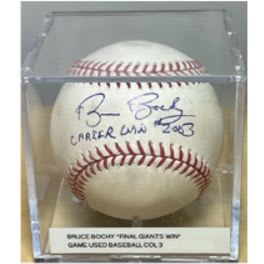 Bruce Bochy
CAREER WIN #2003
BRUCE BOCHY "FINAL GIANTS WIN"
GAME USED BASEBALL COL 3